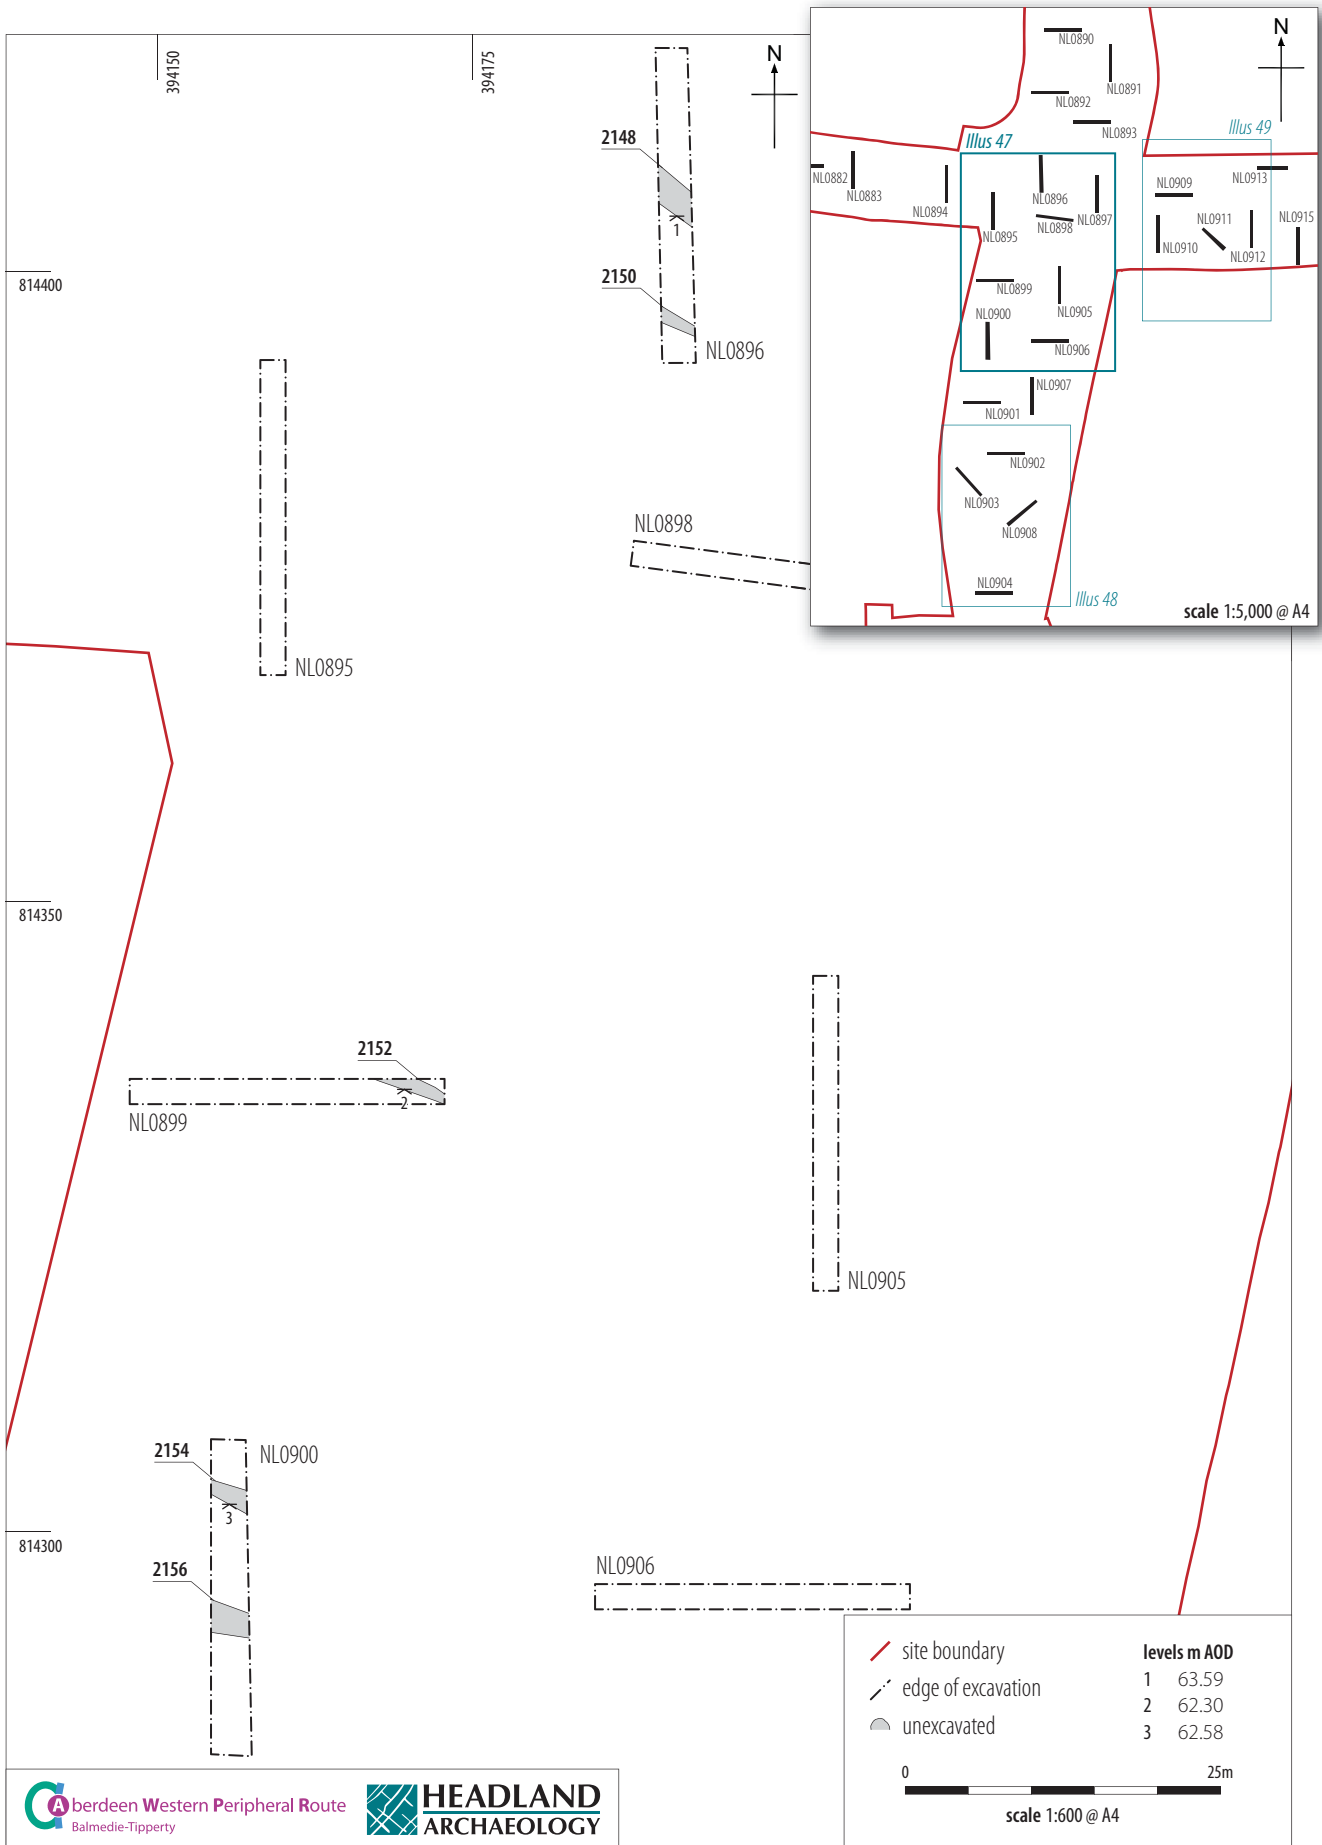 394150
394175
N
2148
1
2150
814400
NL0896
NL0898
NL0895
814350
2152
2
NL0899
NL0905
2154
NL0900
3
814300
2156
NL0906
NL0890
N
NL0891
NL0892
NL0893
Illus 49
Illus 47
NL0882
NL0883
NL0894
NL0896
NL0897
NL0898
NL0895
NL0909
NL0913
NL0911
NL0915
NL0910
NL0912
NL0899
NL0905
NL0900
NL0906
NL0907
NL0901
NL0902
NL0903
NL0908
NL0904
Illus 48
scale 1:5,000 @ A4
site boundary
edge of excavation
unexcavated
levels m AOD
1 63.59
2 62.30
3 62.58
0 25m
scale 1:600 @ A4
Aberdeen Western Peripheral Route
Balmedie-Tipperty
HEADLAND
ARCHAEOLOGY